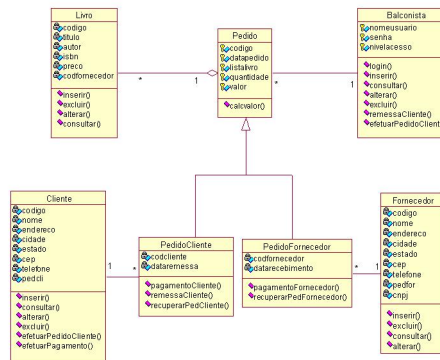 Livro
codigo
titulo
autor
isbn
preco
codfornecedor
inserir()
excluir()
alterar()
consultar()
*
1
Pedido
codigo
datapedido
listalivro
quantidade
valor
calcvalor()
*
1
Balconista
nomeusuario
senha
nivelacesso
login()
inserir()
consultar()
alterar()
excluir()
remessaCliente()
efetuarPedidoCliente
Cliente
codigo
nome
endereco
cidade
estado
cep
telefone
pedcli
inserir()
consultar()
alterar()
excluir()
efetuarPedidoCliente()
efetuarPagamento()
1
*
PedidoCliente
codcliente
dataremessa
pagamentoCliente()
remessaCliente()
recuperarPedCliente()
PedidoFornecedor
codfornecedor
datarecebimento
pagamentoFornecedor()
recuperarPedFornecedor()
*
1
Fornecedor
codigo
nome
endereco
cidade
estado
cep
telefone
pedfor
cnpj
inserir()
excluir()
consultar()
alterar()